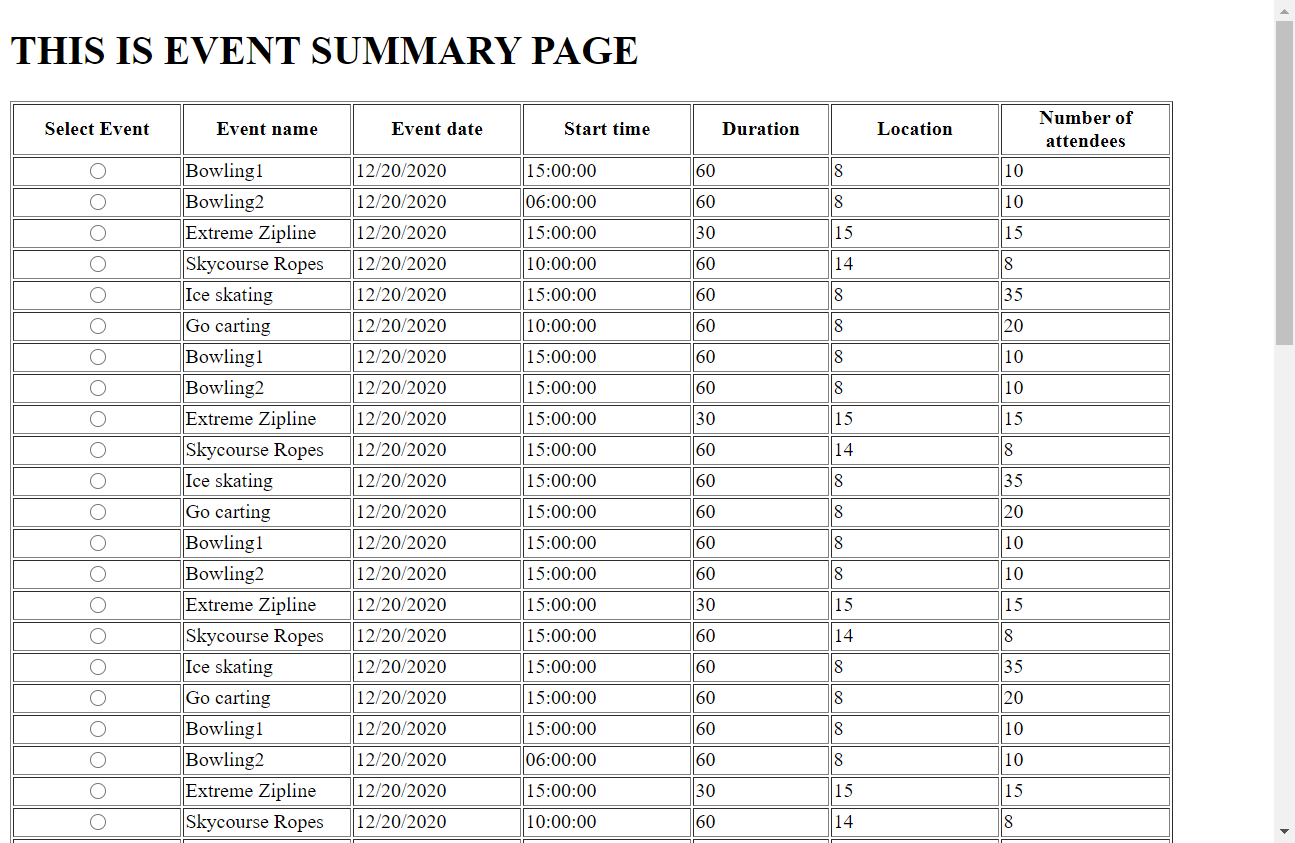 THIS IS EVENT SUMMARY PAGE
Select Event Event name Event date Start time Duration Location Number of attendees
Bowling1 12/20/2020 15:00:00 60 8 10
Bowling2 12/20/2020 06:00:00 60 8 10
Extreme Zipline 12/20/2020 15:00:00 30 15 15
Skycourse Ropes 12/20/2020 10:00:00 60 14 8
Ice skating 12/20/2020 15:00:00 60 8 35
Go carting 12/20/2020 10:00:00 60 8 20
Bowling1 12/20/2020 15:00:00 60 8 10
Bowling2 12/20/2020 15:00:00 60 8 10
Extreme Zipline 12/20/2020 15:00:00 30 15 15
Skycourse Ropes 12/20/2020 15:00:00 60 14 8
Ice skating 12/20/2020 15:00:00 60 8 35
Go carting 12/20/2020 15:00:00 60 8 20
Bowling1 12/20/2020 15:00:00 60 8 10
Bowling2 12/20/2020 15:00:00 60 8 10
Extreme Zipline 12/20/2020 15:00:00 30 15 15
Skycourse Ropes 12/20/2020 15:00:00 60 14 8
Ice skating 12/20/2020 15:00:00 60 8 35
Go carting 12/20/2020 15:00:00 60 8 20
Bowling1 12/20/2020 15:00:00 60 8 10
Bowling2 12/20/2020 06:00:00 60 8 10
Extreme Zipline 12/20/2020 15:00:00 30 15 15
Skycourse Ropes 12/20/2020 10:00:00 60 14 8